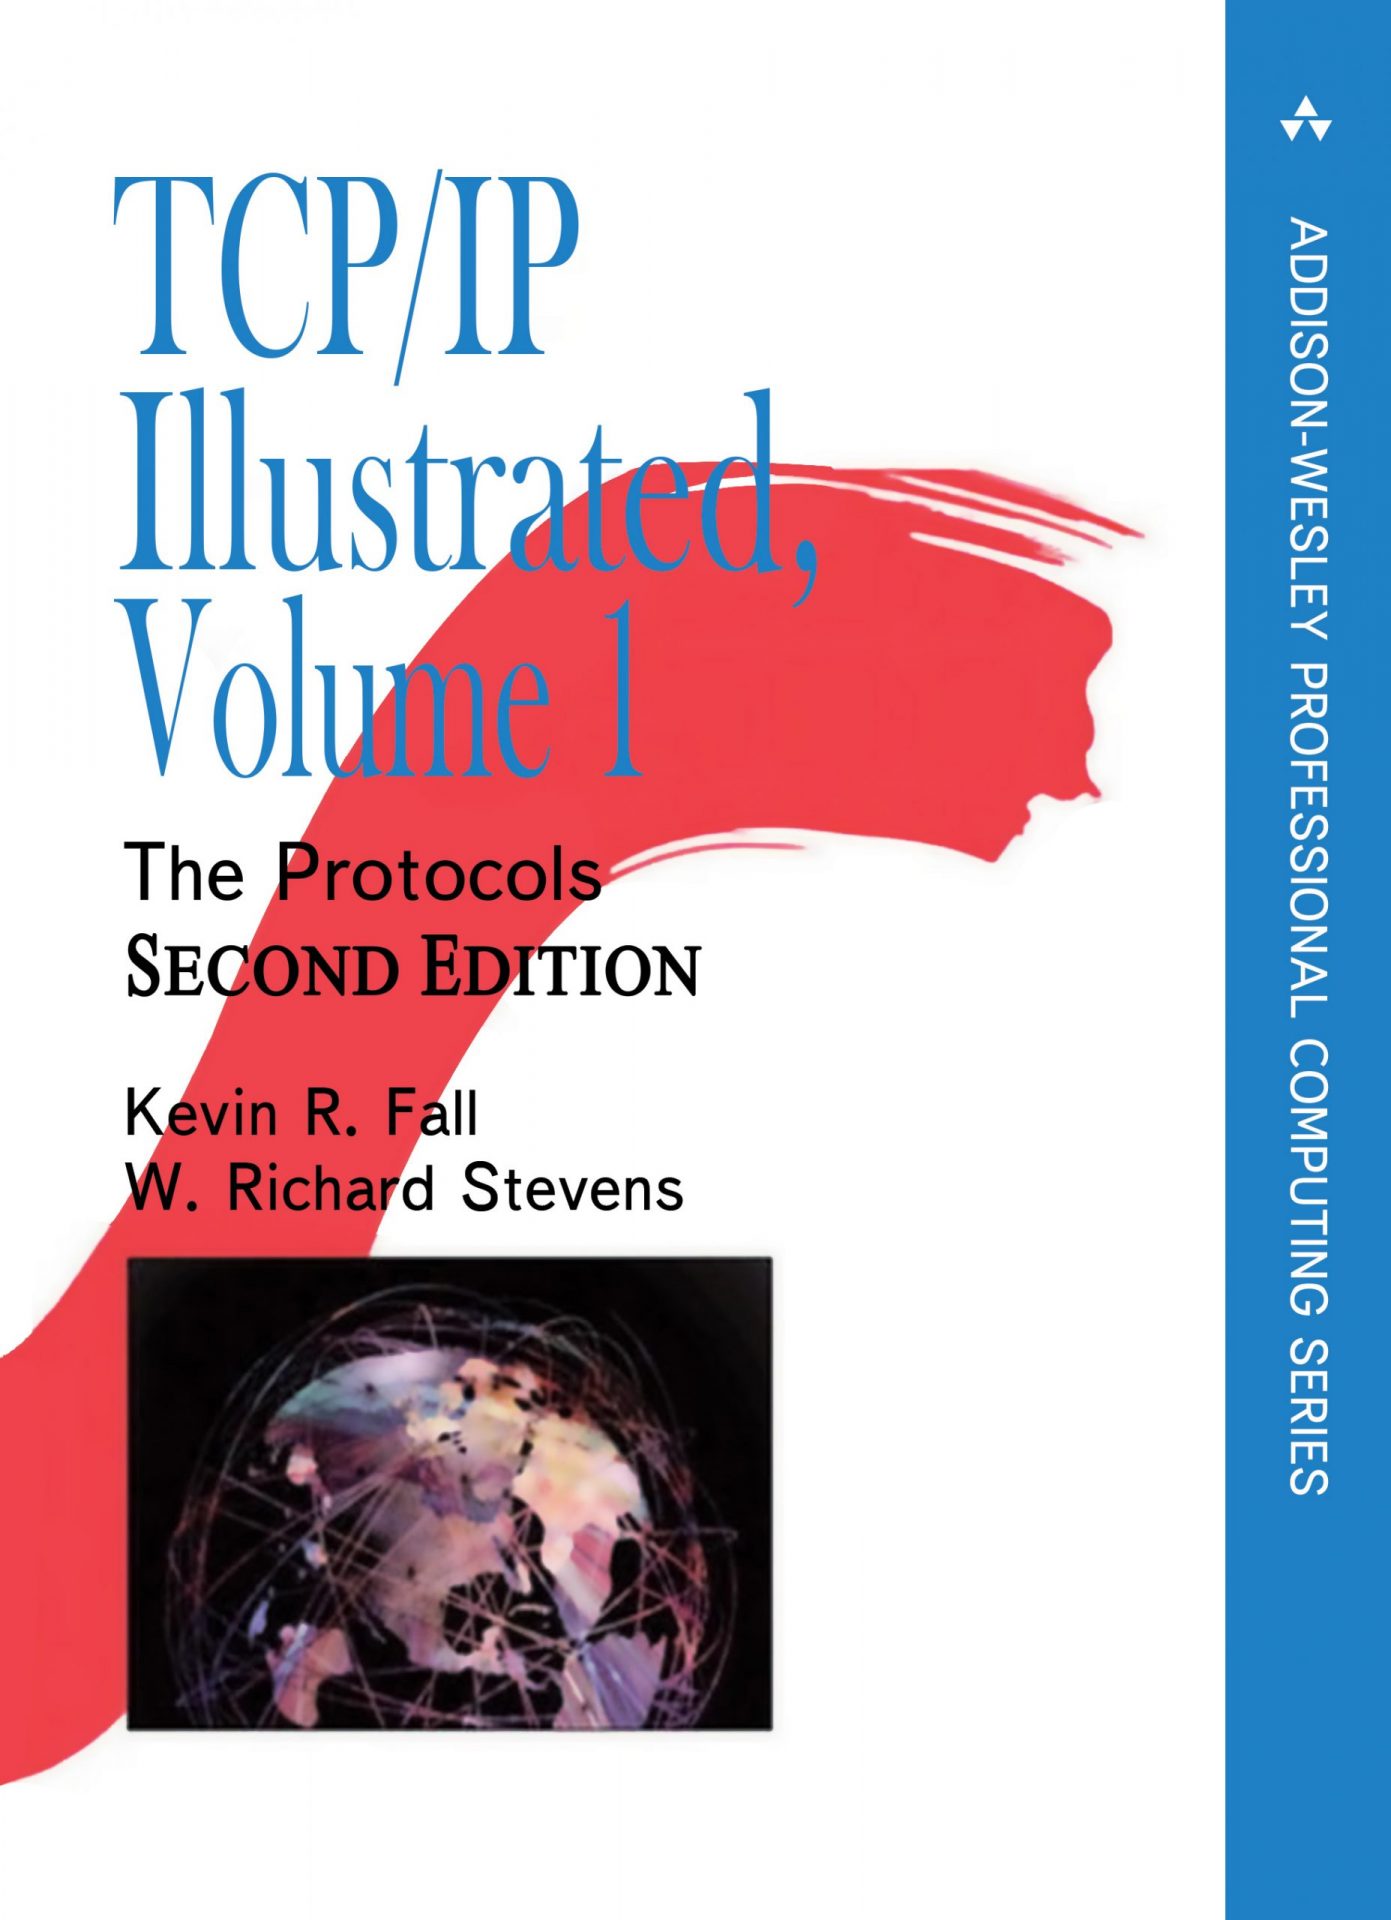 TCP/IP
Illustrated,
Volume 1
The Protocols
SECOND EDITION
Kevin R. Fall
W. Richard Stevens
ADDISON-WESLEY PROFESSIONAL COMPUTING SERIES